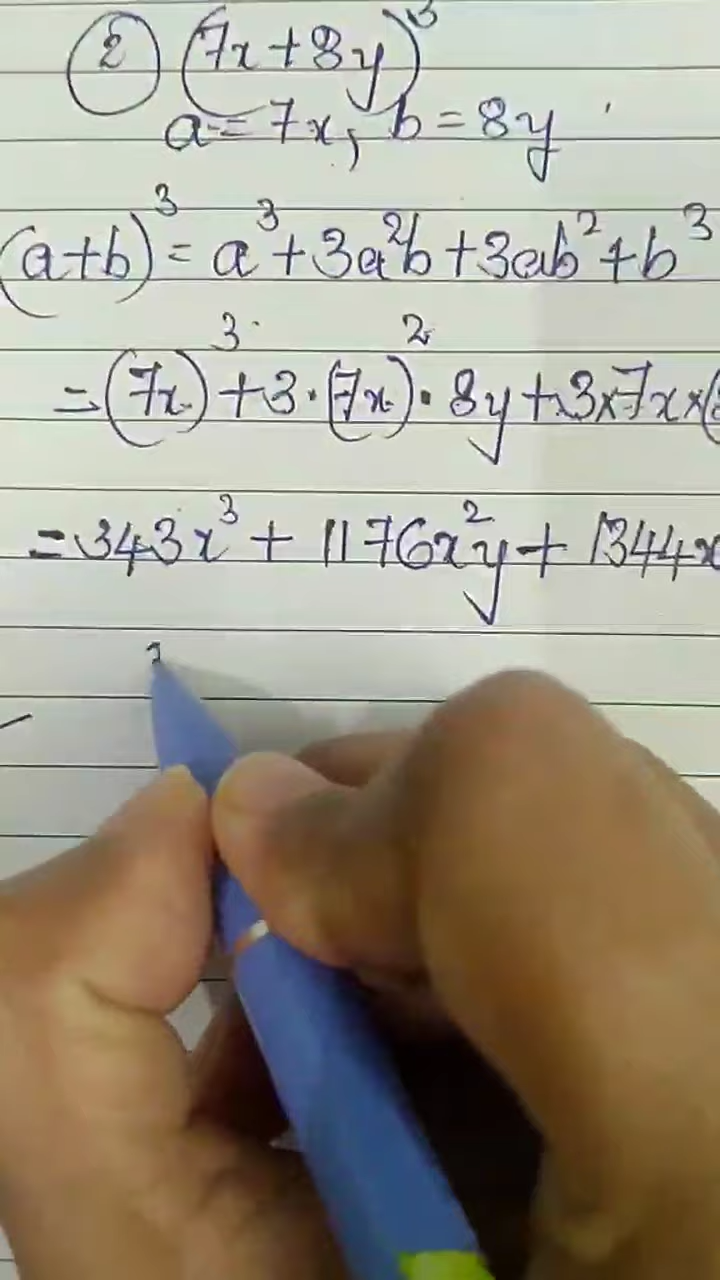 ② (7x+8y)³
a=7x, b=8y
(a+b)³ = a³+3a²b+3ab²+b³
=(7x)³+3·(7x)²·8y+3×7x×(
=343x³ + 1176x²y + 1344x